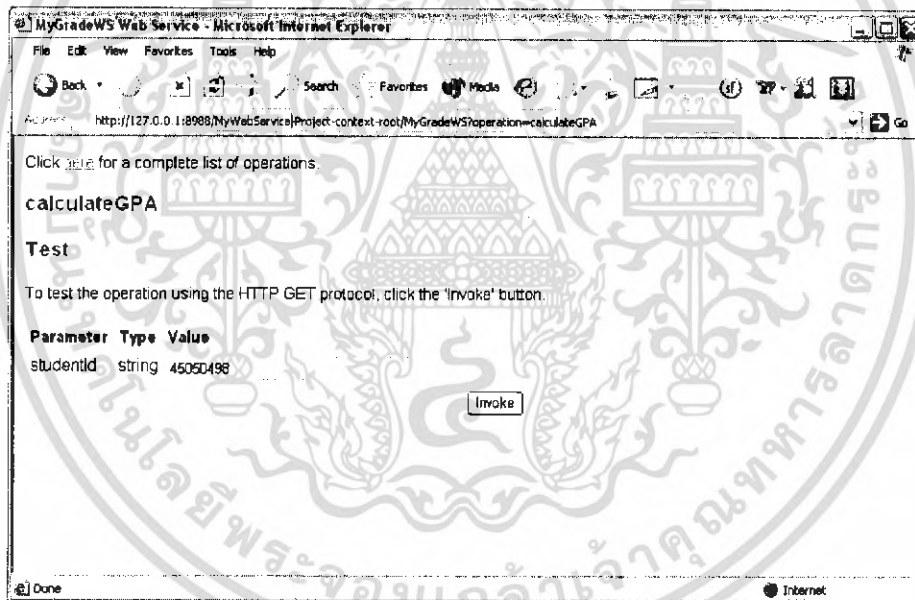 MyGradeWS Web Service - Microsoft Internet Explorer
File Edit View Favorites Tools Help
Back Search Favorites Media
Address http://127.0.0.1:8988/MyWebService|Project-context-root/MyGradeWS?operation=calculateGPA Go
Click here for a complete list of operations.
calculateGPA
Test
To test the operation using the HTTP GET protocol, click the 'Invoke' button.
Parameter Type Value
studentId string 45050498
Invoke
Done Internet